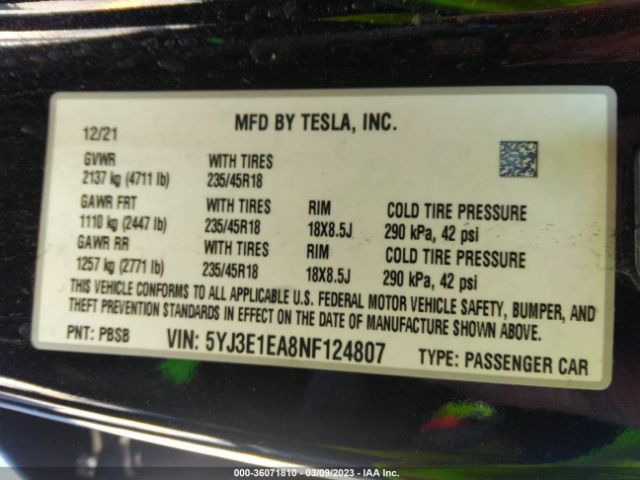 MFD BY TESLA, INC.
12/21
GVWR WITH TIRES
2137 kg (4711 lb) 235/45R18
GAWR FRT WITH TIRES RIM COLD TIRE PRESSURE
1110 kg (2447 lb) 235/45R18 18X8.5J 290 kPa, 42 psi
GAWR RR WITH TIRES RIM COLD TIRE PRESSURE
1257 kg (2771 lb) 235/45R18 18X8.5J 290 kPa, 42 psi
THIS VEHICLE CONFORMS TO ALL APPLICABLE U.S. FEDERAL MOTOR VEHICLE SAFETY, BUMPER, AND
THEFT PREVENTION STANDARDS IN EFFECT ON THE DATE OF MANUFACTURE SHOWN ABOVE.
PNT: PBSB VIN: 5YJ3E1EA8NF124807 TYPE: PASSENGER CAR
000-36071810 - 03/09/2023 - IAA Inc.